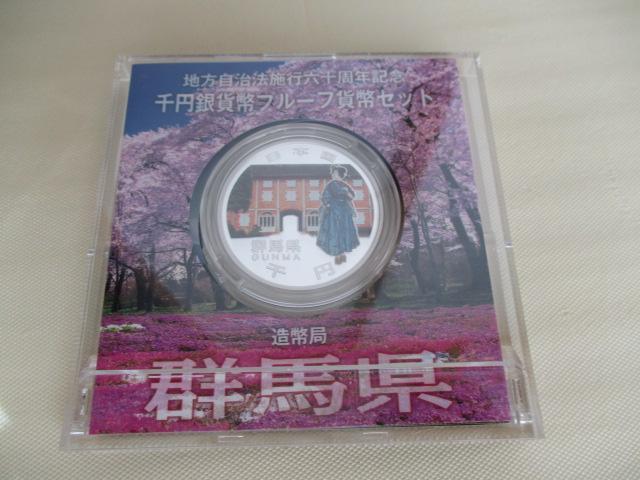 地方自治法施行六十周年記念
千円銀貨幣プルーフ貨幣セット
日本国
群馬県
GUNMA
千円
造幣局
群馬県